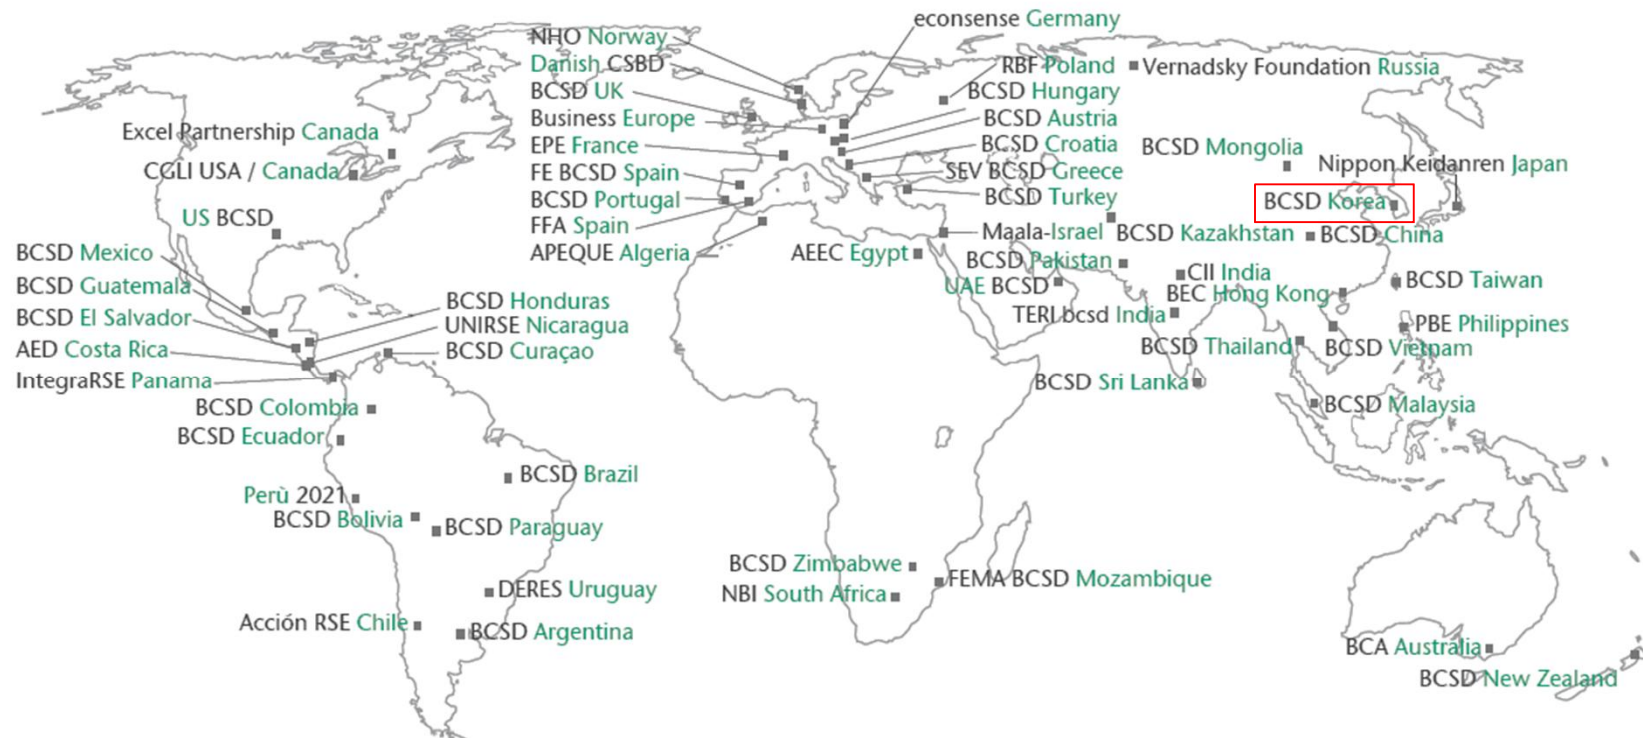 econsense Germany
NHO Norway
Danish CSBD
BCSD UK
Business Europe
EPE France
FE BCSD Spain
BCSD Portugal
FFA Spain
APEQUE Algeria
RBF Poland
BCSD Hungary
BCSD Austria
BCSD Croatia
SEV BCSD Greece
BCSD Turkey
Maala-Israel
AEEC Egypt
Vernadsky Foundation Russia
BCSD Mongolia
Nippon Keidanren Japan
BCSD Korea
BCSD Kazakhstan
BCSD China
BCSD Pakistan
UAE BCSD
CII India
BEC Hong Kong
TERI bcsd India
BCSD Taiwan
PBE Philippines
BCSD Thailand
BCSD Vietnam
BCSD Sri Lanka
BCSD Malaysia
Excel Partnership Canada
CGLI USA / Canada
US BCSD
BCSD Mexico
BCSD Guatemala
BCSD El Salvador
AED Costa Rica
IntegraRSE Panama
BCSD Honduras
UNIRSE Nicaragua
BCSD Curaçao
BCSD Colombia
BCSD Ecuador
BCSD Brazil
Perù 2021
BCSD Bolivia
BCSD Paraguay
DERES Uruguay
Acción RSE Chile
BCSD Argentina
BCSD Zimbabwe
FEMA BCSD Mozambique
NBI South Africa
BCA Australia
BCSD New Zealand